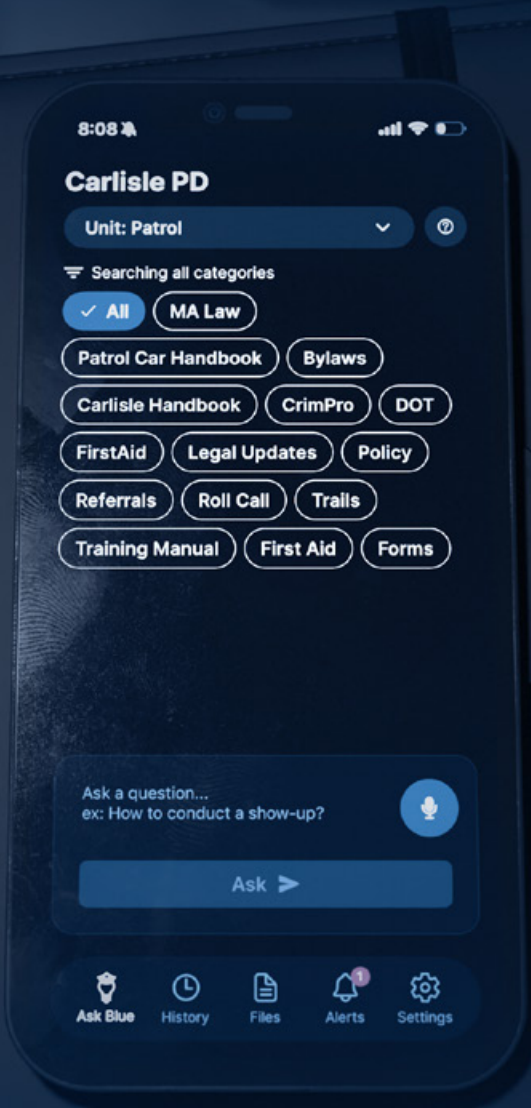 8:08
Carlisle PD
Unit: Patrol
Searching all categories
All MA Law
Patrol Car Handbook Bylaws
Carlisle Handbook CrimPro DOT
FirstAid Legal Updates Policy
Referrals Roll Call Trails
Training Manual First Aid Forms
Ask a question...
ex: How to conduct a show-up?
Ask
1
Ask Blue History Files Alerts Settings